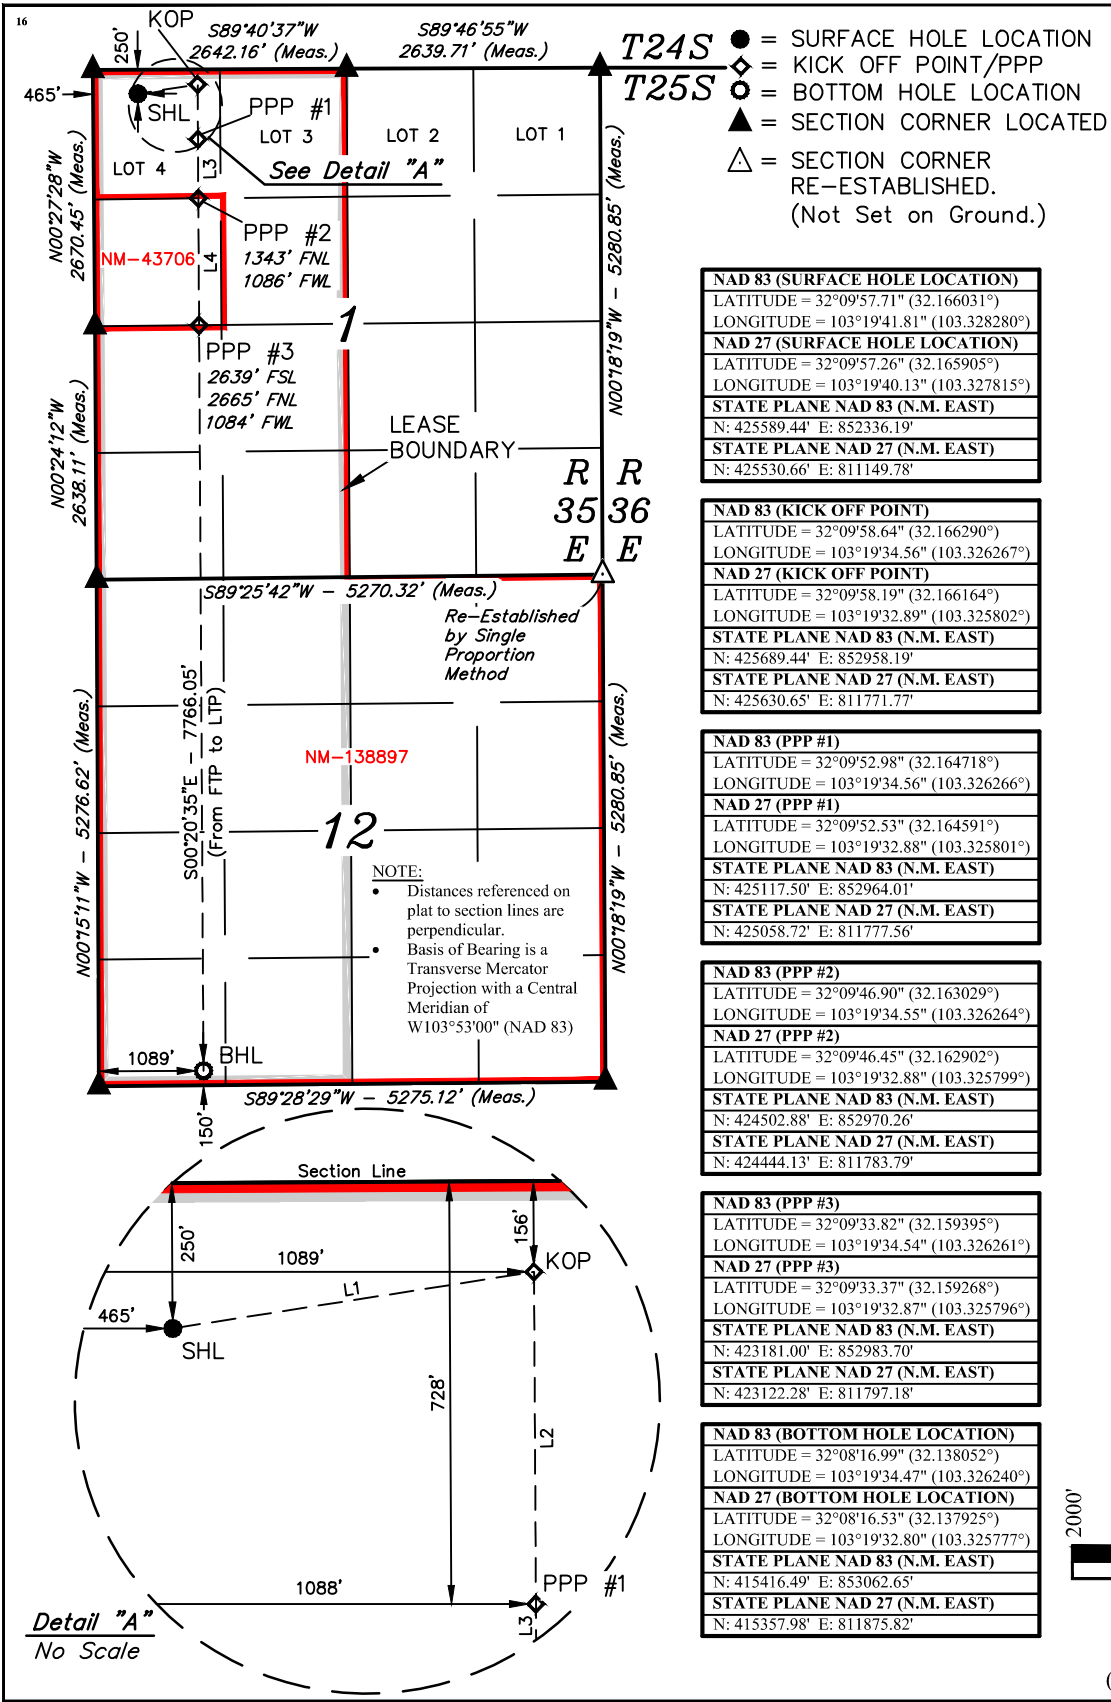 16
KOP
250'
S89°40'37"W
2642.16' (Meas.)
S89°46'55"W
2639.71' (Meas.)
T24S
T25S
● = SURFACE HOLE LOCATION
= KICK OFF POINT/PPP
= BOTTOM HOLE LOCATION
▲ = SECTION CORNER LOCATED
△ = SECTION CORNER
RE-ESTABLISHED.
(Not Set on Ground.)
465'
SHL
PPP #1
LOT 4
LOT 3
LOT 2
LOT 1
L3
See Detail "A"
N00°27'28"W
2670.45' (Meas.)
NM-43706
L4
PPP #2
1343' FNL
1086' FWL
1
PPP #3
2639' FSL
2665' FNL
1084' FWL
N00°18'19"W - 5280.85' (Meas.)
N00°24'12"W
2638.11' (Meas.)
LEASE
BOUNDARY
R R
35 36
E E
S89°25'42"W - 5270.32' (Meas.)
Re-Established
by Single
Proportion
Method
S00°20'35"E - 7766.05'
(From FTP to LTP)
N00°15'11"W - 5276.62' (Meas.)
NM-138897
12
N00°18'19"W - 5280.85' (Meas.)
NOTE:
• Distances referenced on
plat to section lines are
perpendicular.
• Basis of Bearing is a
Transverse Mercator
Projection with a Central
Meridian of
W103°53'00" (NAD 83)
1089'
BHL
150'
S89°28'29"W - 5275.12' (Meas.)
Section Line
250'
156'
1089'
KOP
L1
465'
SHL
728'
L2
1088'
PPP #1
L3
Detail "A"
No Scale
NAD 83 (SURFACE HOLE LOCATION)
LATITUDE = 32°09'57.71" (32.166031°)
LONGITUDE = 103°19'41.81" (103.328280°)
NAD 27 (SURFACE HOLE LOCATION)
LATITUDE = 32°09'57.26" (32.165905°)
LONGITUDE = 103°19'40.13" (103.327815°)
STATE PLANE NAD 83 (N.M. EAST)
N: 425589.44' E: 852336.19'
STATE PLANE NAD 27 (N.M. EAST)
N: 425530.66' E: 811149.78'
NAD 83 (KICK OFF POINT)
LATITUDE = 32°09'58.64" (32.166290°)
LONGITUDE = 103°19'34.56" (103.326267°)
NAD 27 (KICK OFF POINT)
LATITUDE = 32°09'58.19" (32.166164°)
LONGITUDE = 103°19'32.89" (103.325802°)
STATE PLANE NAD 83 (N.M. EAST)
N: 425689.44' E: 852958.19'
STATE PLANE NAD 27 (N.M. EAST)
N: 425630.65' E: 811771.77'
NAD 83 (PPP #1)
LATITUDE = 32°09'52.98" (32.164718°)
LONGITUDE = 103°19'34.56" (103.326266°)
NAD 27 (PPP #1)
LATITUDE = 32°09'52.53" (32.164591°)
LONGITUDE = 103°19'32.88" (103.325801°)
STATE PLANE NAD 83 (N.M. EAST)
N: 425117.50' E: 852964.01'
STATE PLANE NAD 27 (N.M. EAST)
N: 425058.72' E: 811777.56'
NAD 83 (PPP #2)
LATITUDE = 32°09'46.90" (32.163029°)
LONGITUDE = 103°19'34.55" (103.326264°)
NAD 27 (PPP #2)
LATITUDE = 32°09'46.45" (32.162902°)
LONGITUDE = 103°19'32.88" (103.325799°)
STATE PLANE NAD 83 (N.M. EAST)
N: 424502.88' E: 852970.26'
STATE PLANE NAD 27 (N.M. EAST)
N: 424444.13' E: 811783.79'
NAD 83 (PPP #3)
LATITUDE = 32°09'33.82" (32.159395°)
LONGITUDE = 103°19'34.54" (103.326261°)
NAD 27 (PPP #3)
LATITUDE = 32°09'33.37" (32.159268°)
LONGITUDE = 103°19'32.87" (103.325796°)
STATE PLANE NAD 83 (N.M. EAST)
N: 423181.00' E: 852983.70'
STATE PLANE NAD 27 (N.M. EAST)
N: 423122.28' E: 811797.18'
NAD 83 (BOTTOM HOLE LOCATION)
LATITUDE = 32°08'16.99" (32.138052°)
LONGITUDE = 103°19'34.47" (103.326240°)
NAD 27 (BOTTOM HOLE LOCATION)
LATITUDE = 32°08'16.53" (32.137925°)
LONGITUDE = 103°19'32.80" (103.325777°)
STATE PLANE NAD 83 (N.M. EAST)
N: 415416.49' E: 853062.65'
STATE PLANE NAD 27 (N.M. EAST)
N: 415357.98' E: 811875.82'
2000'
(